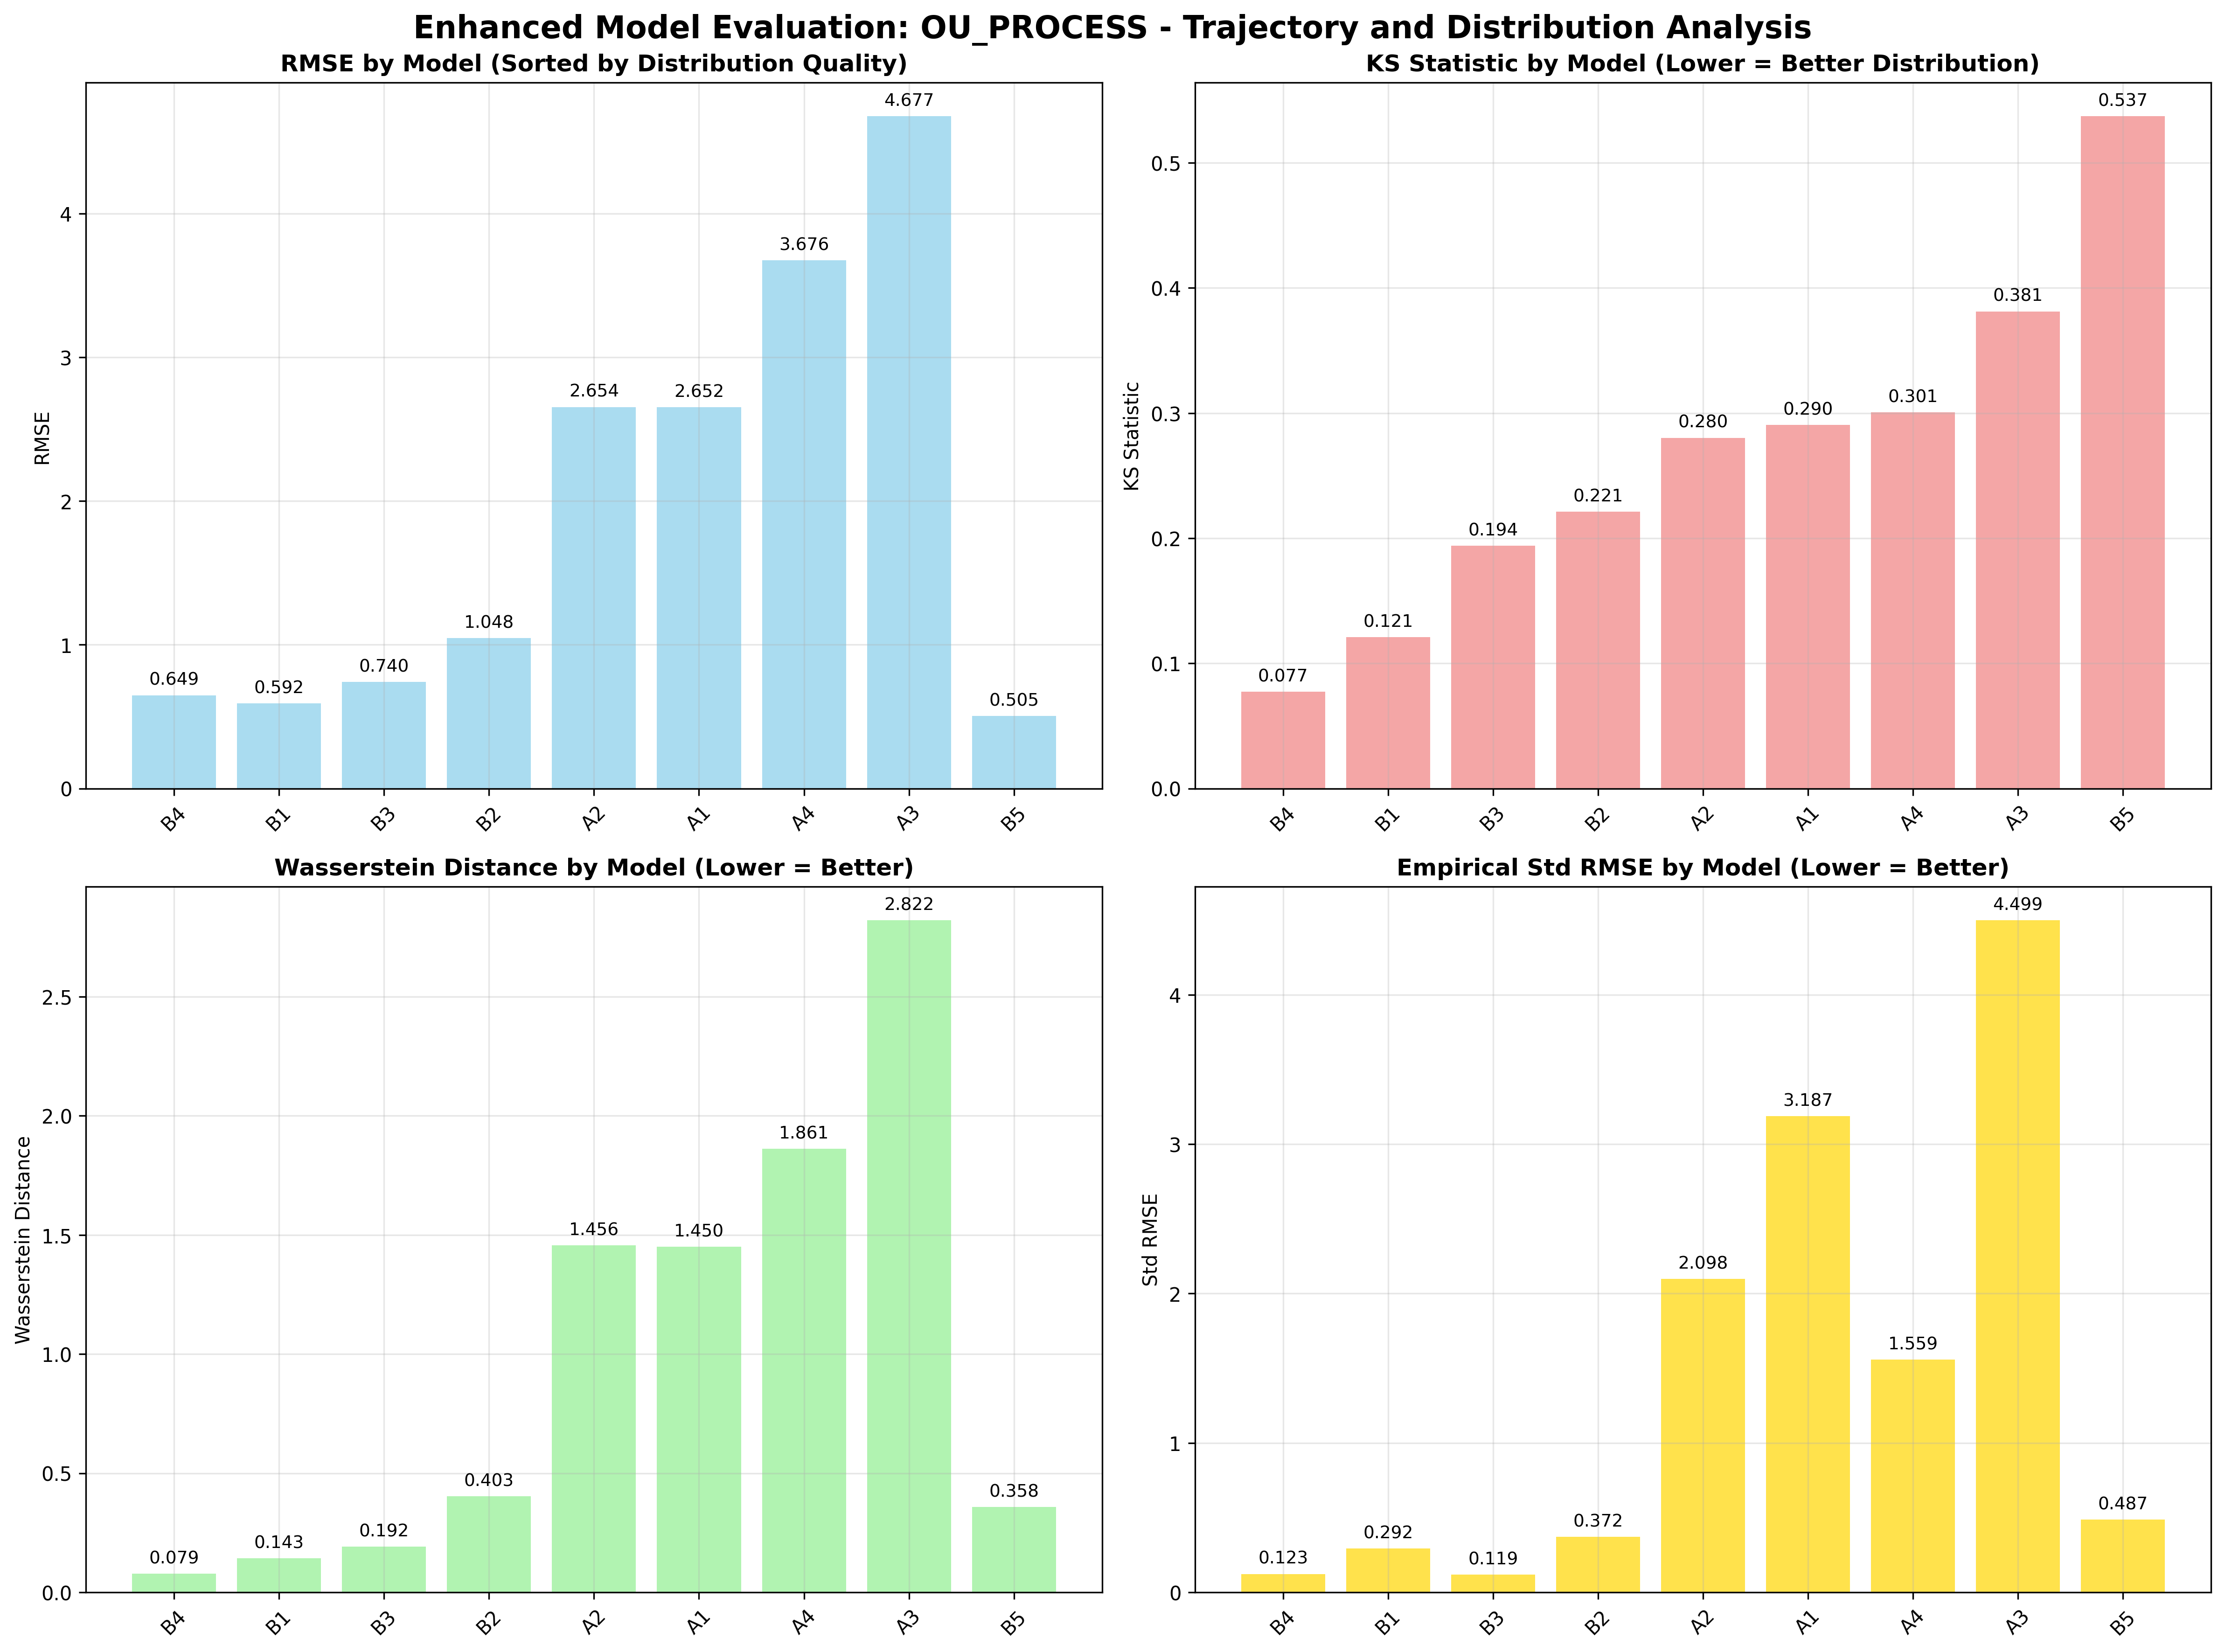 Enhanced Model Evaluation: OU_PROCESS - Trajectory and Distribution Analysis
RMSE by Model (Sorted by Distribution Quality)
RMSE
4
3
2
1
0
0.649
0.592
0.740
1.048
2.654
2.652
3.676
4.677
0.505
B4
B1
B3
B2
A2
A1
A4
A3
B5
KS Statistic by Model (Lower = Better Distribution)
KS Statistic
0.5
0.4
0.3
0.2
0.1
0.0
0.077
0.121
0.194
0.221
0.280
0.290
0.301
0.381
0.537
B4
B1
B3
B2
A2
A1
A4
A3
B5
Wasserstein Distance by Model (Lower = Better)
Wasserstein Distance
2.5
2.0
1.5
1.0
0.5
0.0
0.079
0.143
0.192
0.403
1.456
1.450
1.861
2.822
0.358
B4
B1
B3
B2
A2
A1
A4
A3
B5
Empirical Std RMSE by Model (Lower = Better)
Std RMSE
4
3
2
1
0
0.123
0.292
0.119
0.372
2.098
3.187
1.559
4.499
0.487
B4
B1
B3
B2
A2
A1
A4
A3
B5